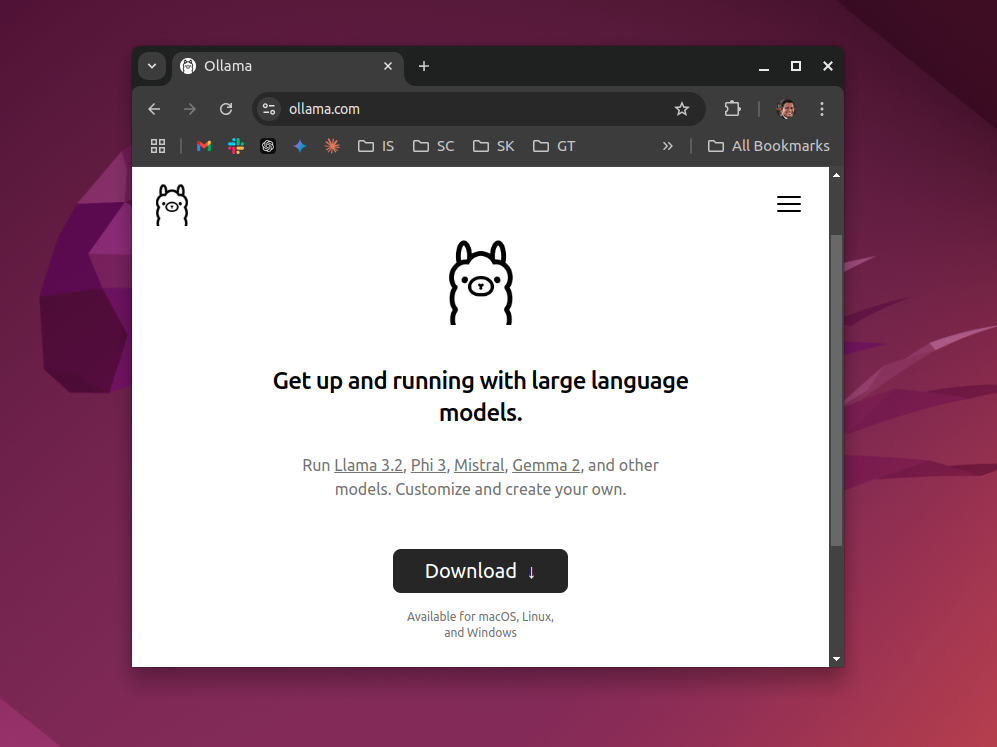 Ollama
ollama.com
IS SC SK GT All Bookmarks
Get up and running with large language
models.
Run Llama 3.2, Phi 3, Mistral, Gemma 2, and other
models. Customize and create your own.
Download ↓
Available for macOS, Linux,
and Windows